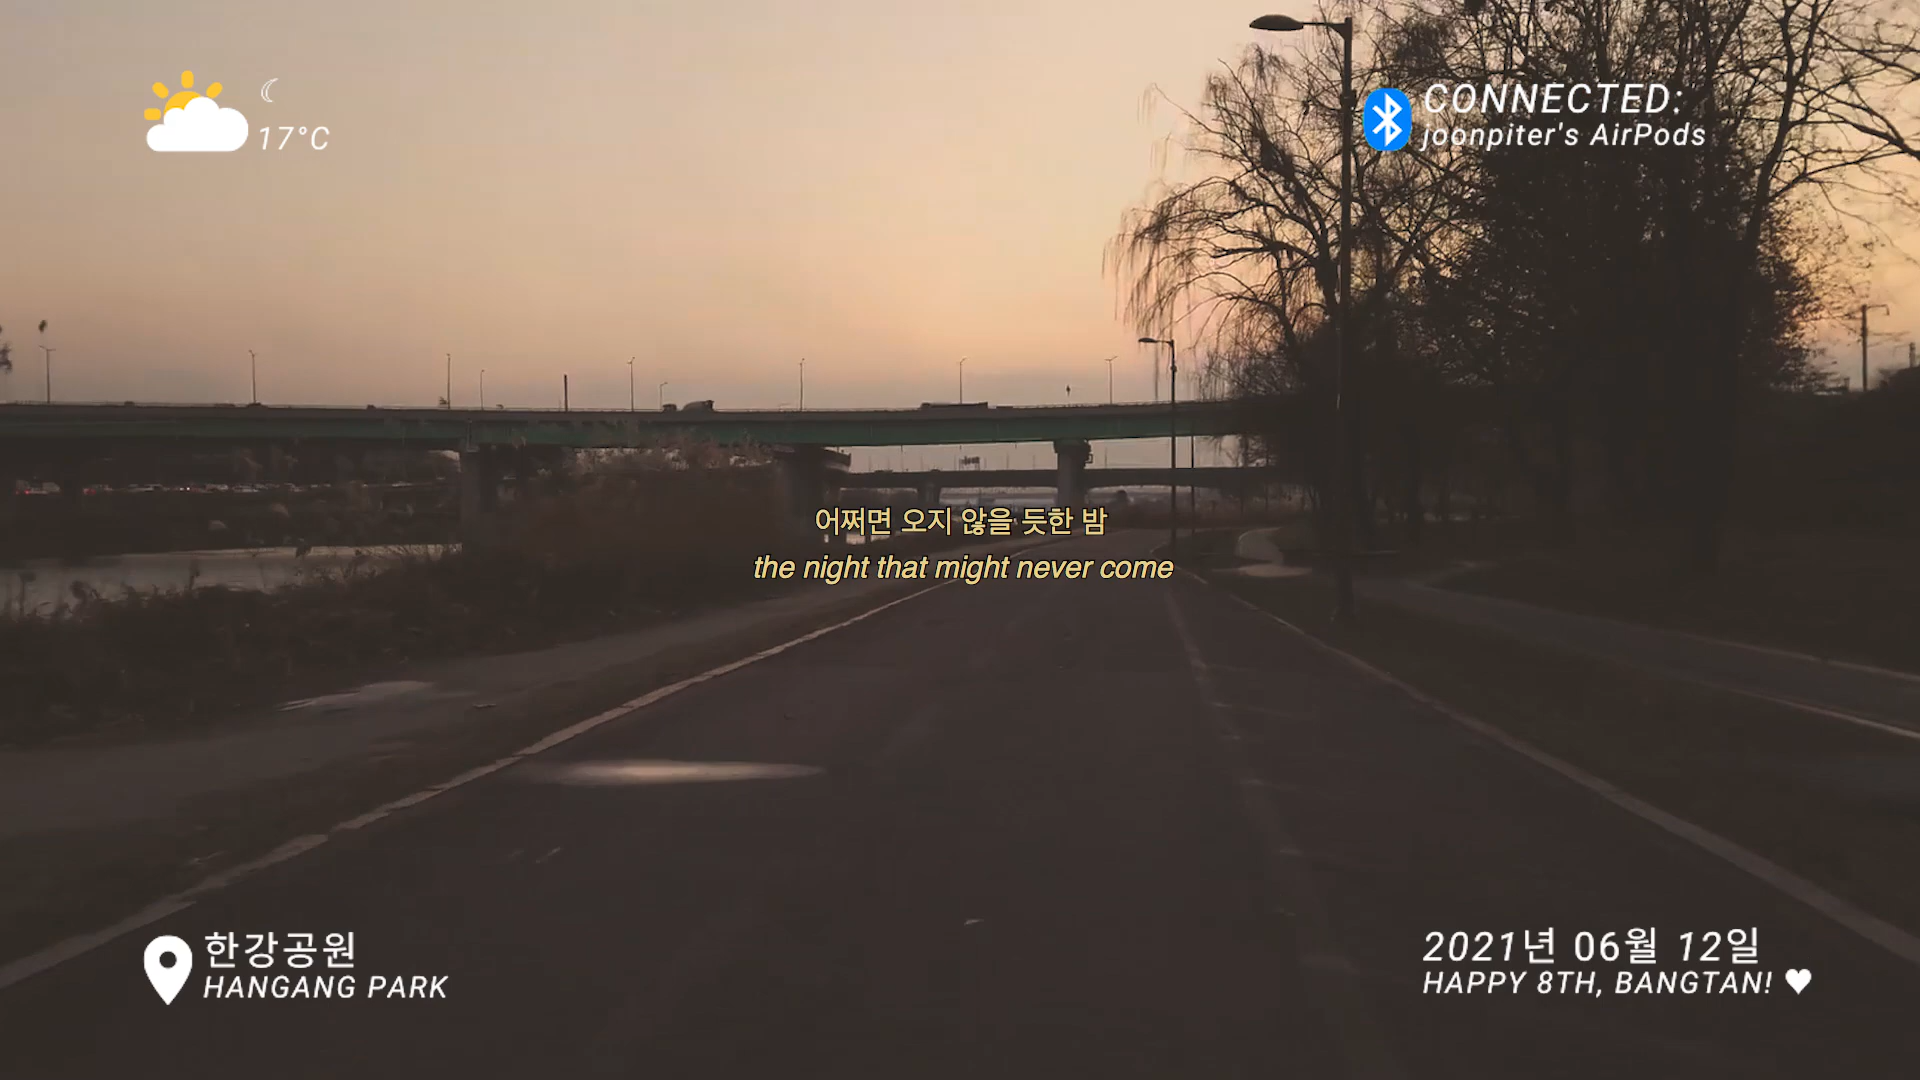 17°C
CONNECTED:
joonpiter's AirPods
어쩌면 오지 않을 듯한 밤
the night that might never come
한강공원
HANGANG PARK
2021년 06월 12일
HAPPY 8TH, BANGTAN! ♥